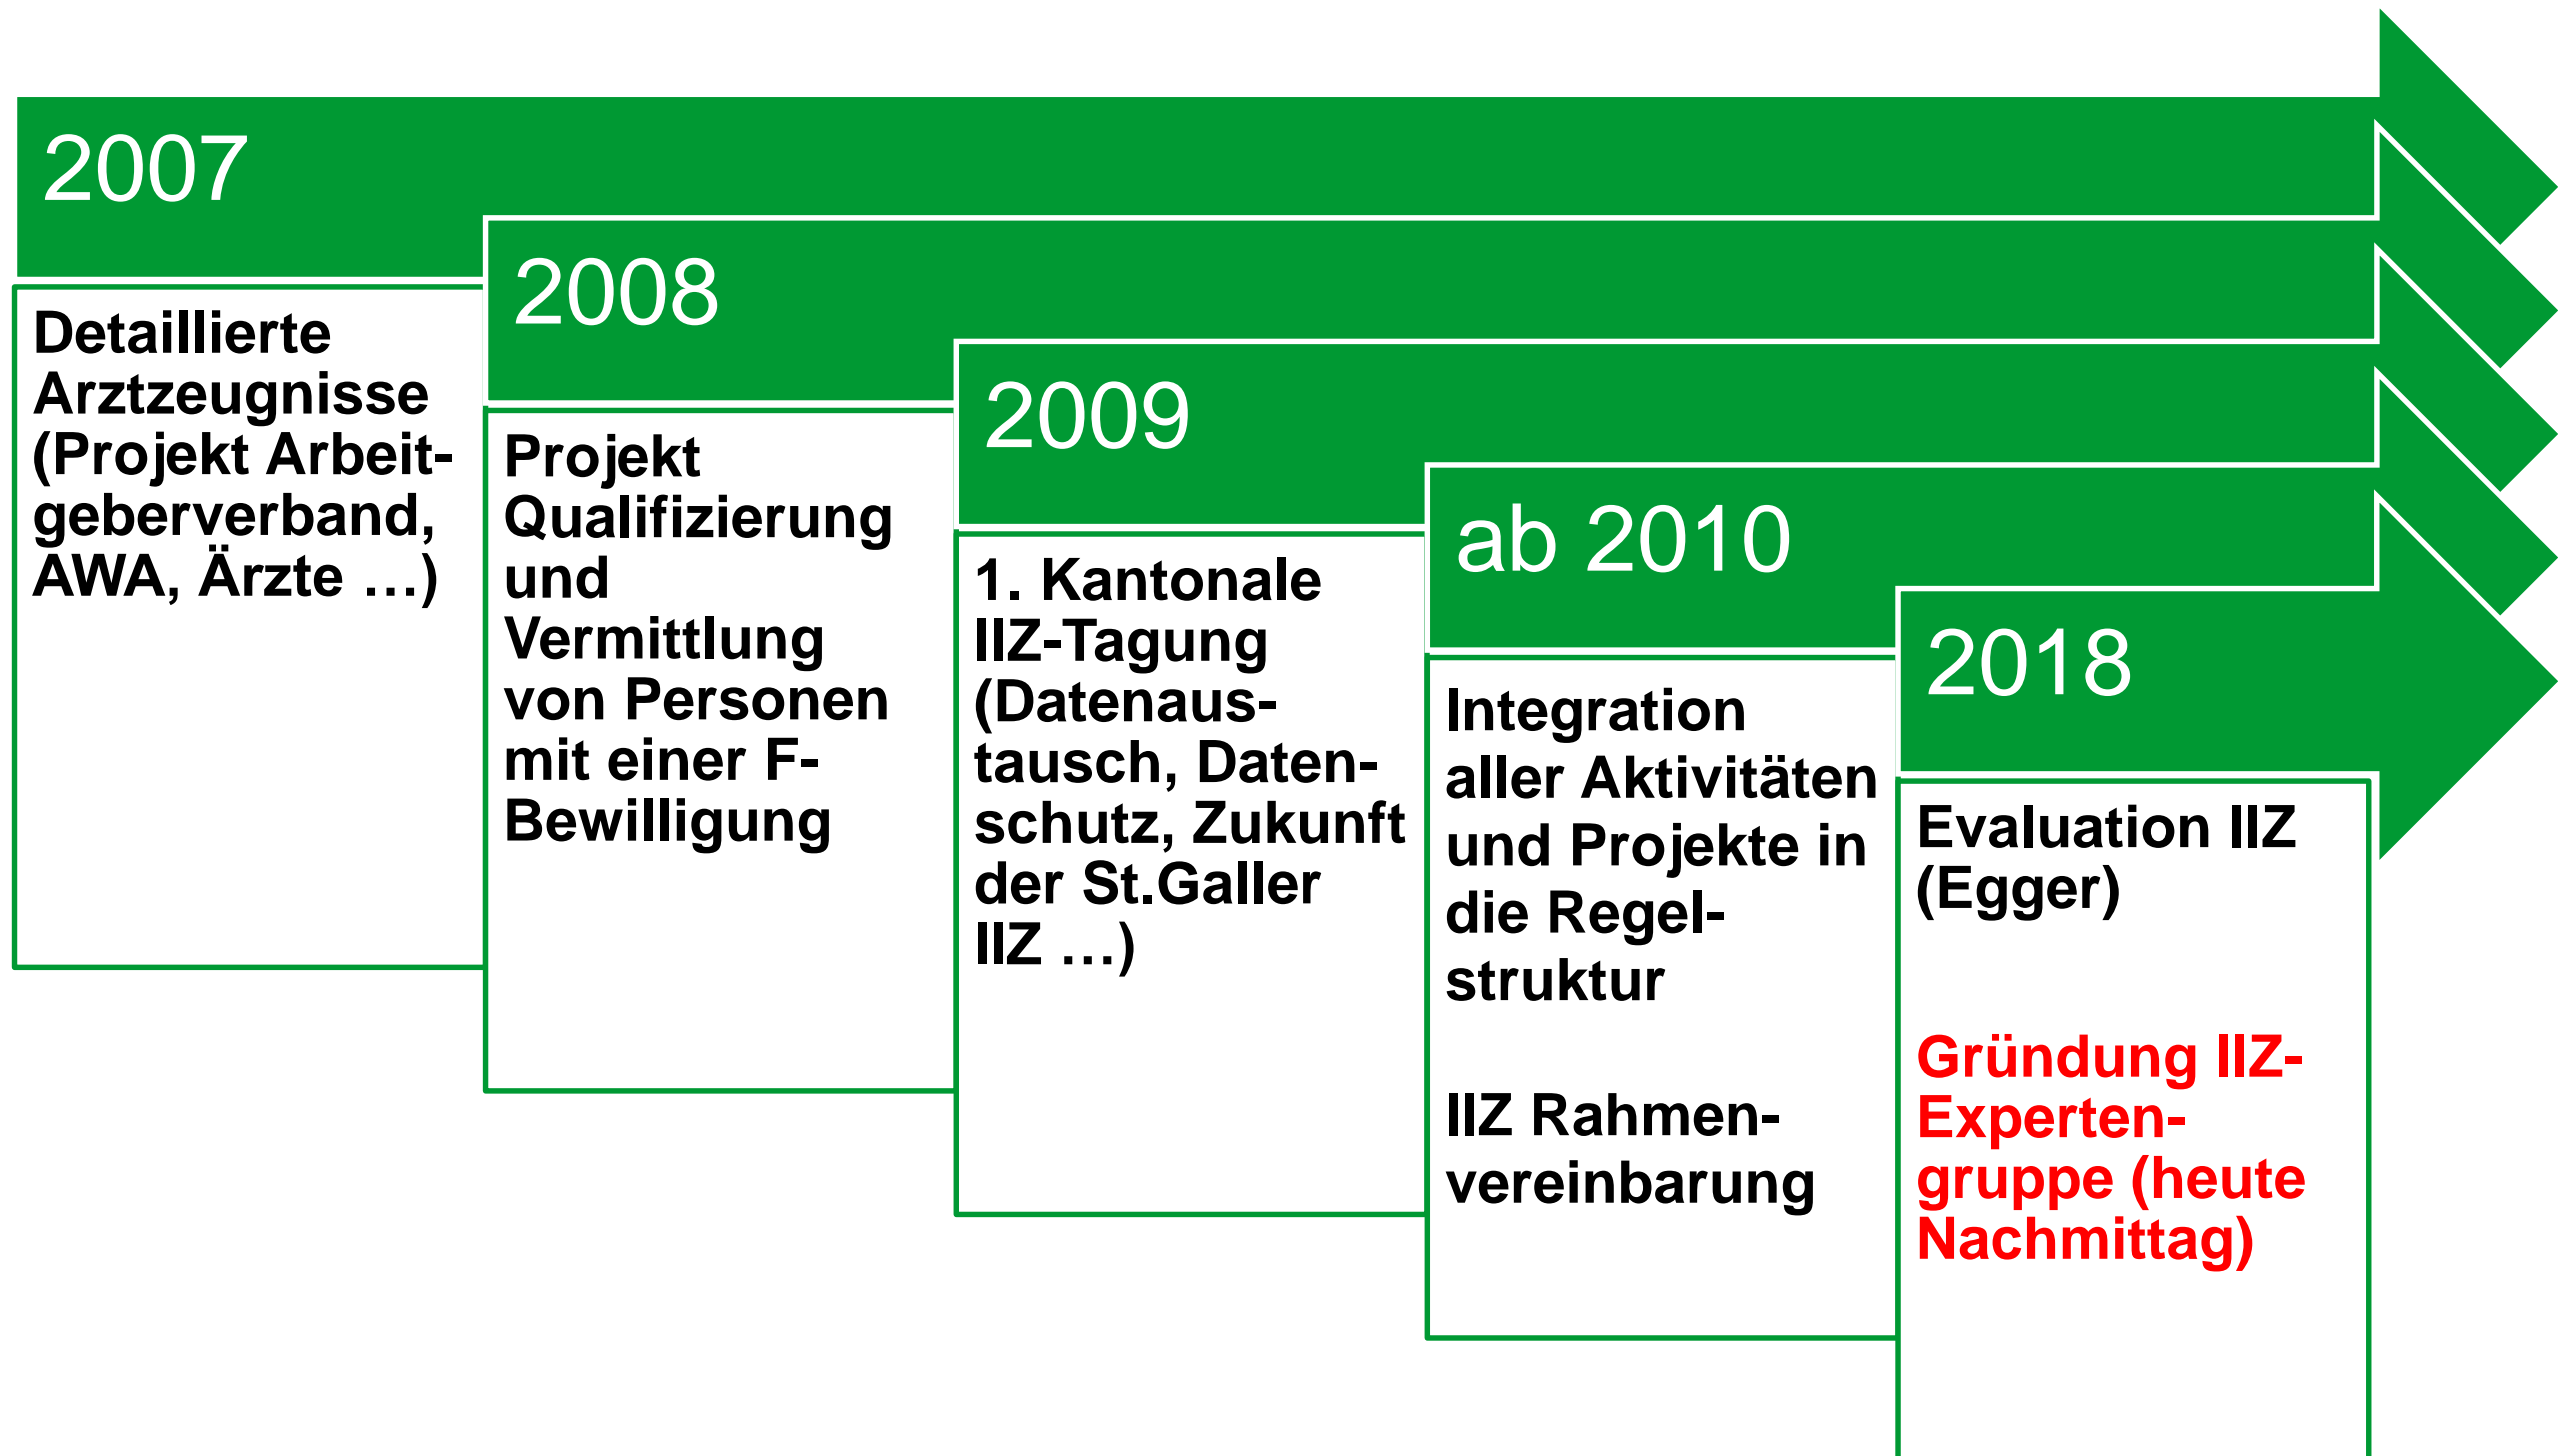 2007
Detaillierte
Arztzeugnisse
(Projekt Arbeit-
geberverband,
AWA, Ärzte …)
2008
Projekt
Qualifizierung
und
Vermittlung
von Personen
mit einer F-
Bewilligung
2009
1. Kantonale
IIZ-Tagung
(Datenaus-
tausch, Daten-
schutz, Zukunft
der St.Galler
IIZ …)
ab 2010
Integration
aller Aktivitäten
und Projekte in
die Regel-
struktur
IIZ Rahmen-
vereinbarung
2018
Evaluation IIZ
(Egger)
Gründung IIZ-
Experten-
gruppe (heute
Nachmittag)